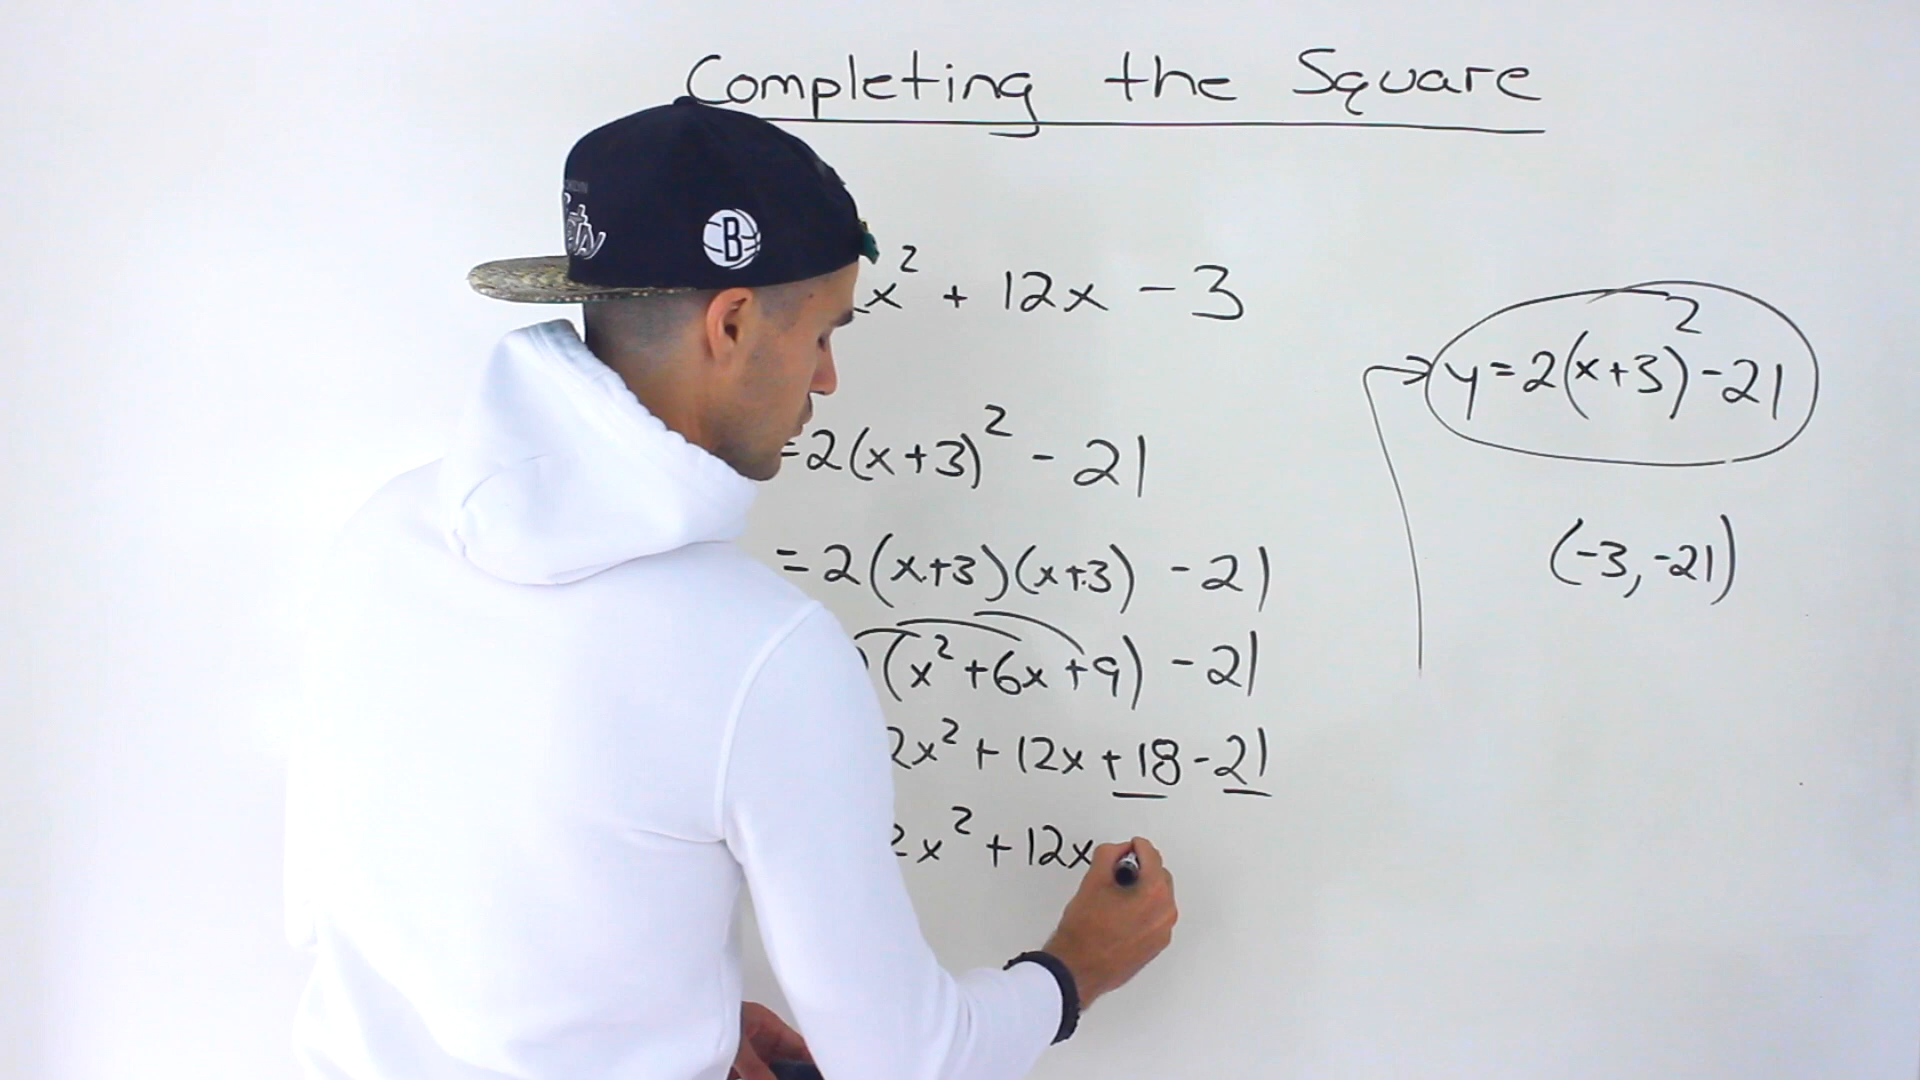 Completing the Square
x² + 12x - 3
=2(x+3)² - 21
=2(x+3)(x+3) - 21
(x²+6x+9) - 21
2x² + 12x + 18 - 21
2x² + 12x
y=2(x+3)²-21
(-3,-21)
B